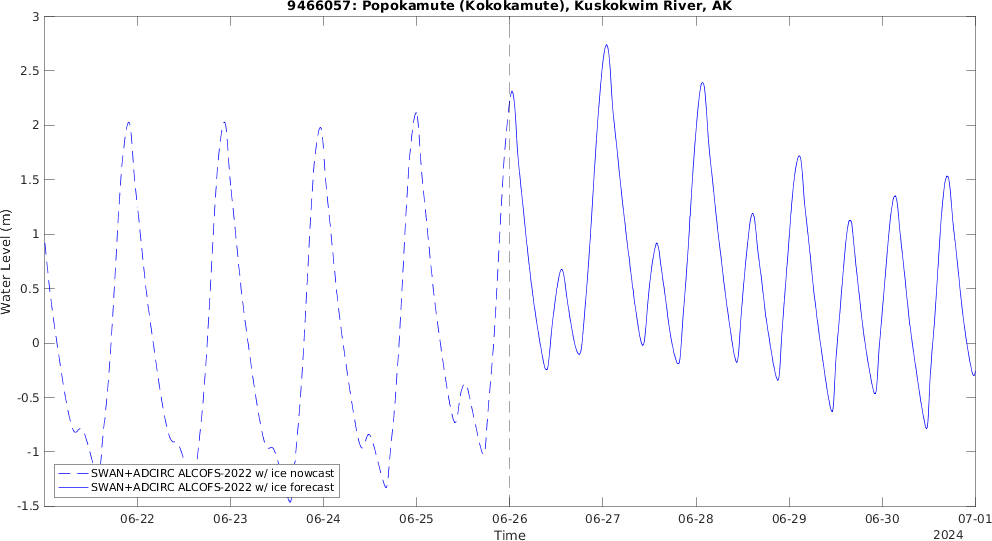 9466057: Popokamute (Kokokamute), Kuskokwim River, AK
3
2.5
2
1.5
1
0.5
0
-0.5
-1
-1.5
Water Level (m)
SWAN+ADCIRC ALCOFS-2022 w/ ice nowcast
SWAN+ADCIRC ALCOFS-2022 w/ ice forecast
06-22 06-23 06-24 06-25 06-26 06-27 06-28 06-29 06-30 07-01
Time
2024